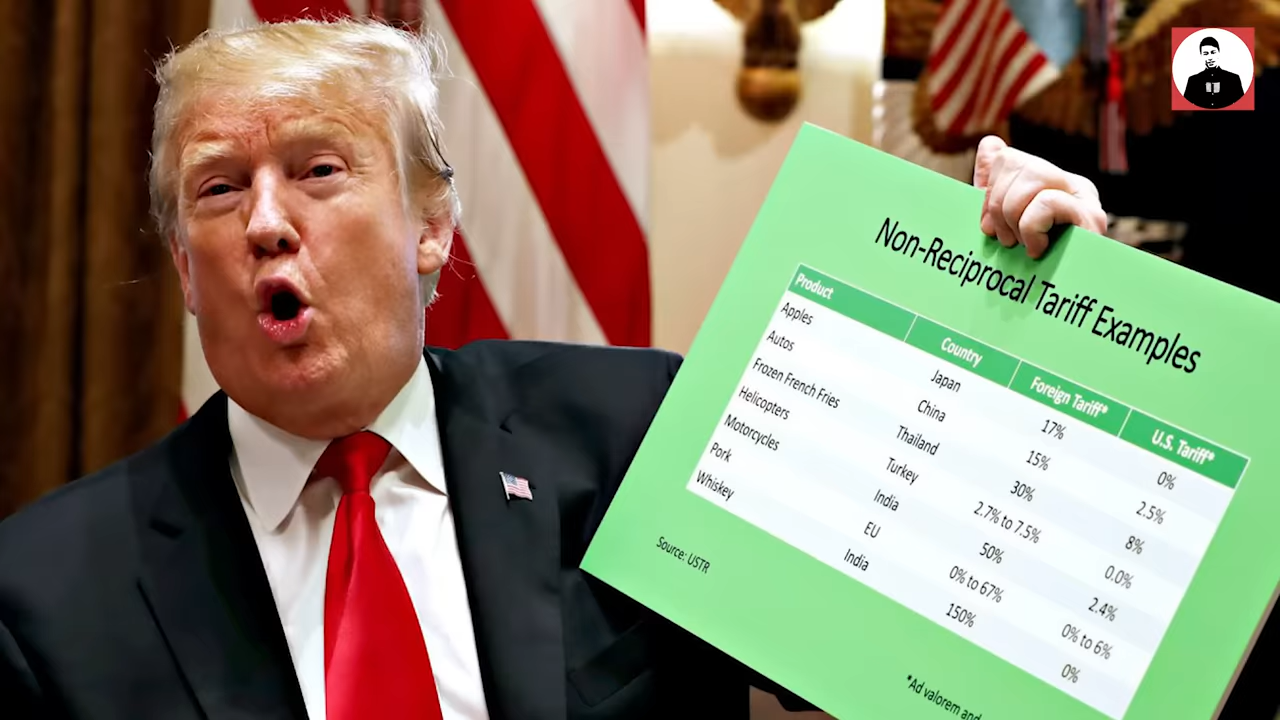 Non-Reciprocal Tariff Examples
Product Country Foreign Tariff* U.S. Tariff*
Apples Japan 17% 0%
Autos China 15% 2.5%
Frozen French Fries Thailand 30% 8%
Helicopters Turkey 2.7% to 7.5% 0.0%
Motorcycles India 50% 2.4%
Pork EU 0% to 67% 0% to 6%
Whiskey India 150% 0%
Source: USTR
*Ad valorem and